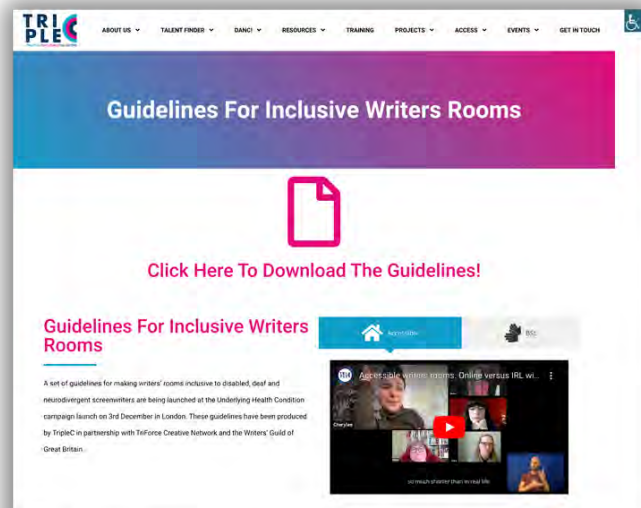 TRI
PLE C
ABOUT US
TALENT FINDER
DANC!
RESOURCES
TRAINING
PROJECTS
ACCESS
EVENTS
GET IN TOUCH
Guidelines For Inclusive Writers Rooms
Click Here To Download The Guidelines!
Guidelines For Inclusive Writers
Rooms
A set of guidelines for making writers' rooms inclusive to disabled, deaf and
neurodivergent screenwriters are being launched at the Underlying Health Condition
campaign launch on 3rd December in London. These guidelines have been produced
by TripleC in partnership with TriForce Creative Network and the Writers' Guild of
Great Britain.
Accessible
BSL
Accessible writers rooms: Online versus IRL wi...
Cherylee
so much shorter than in real life